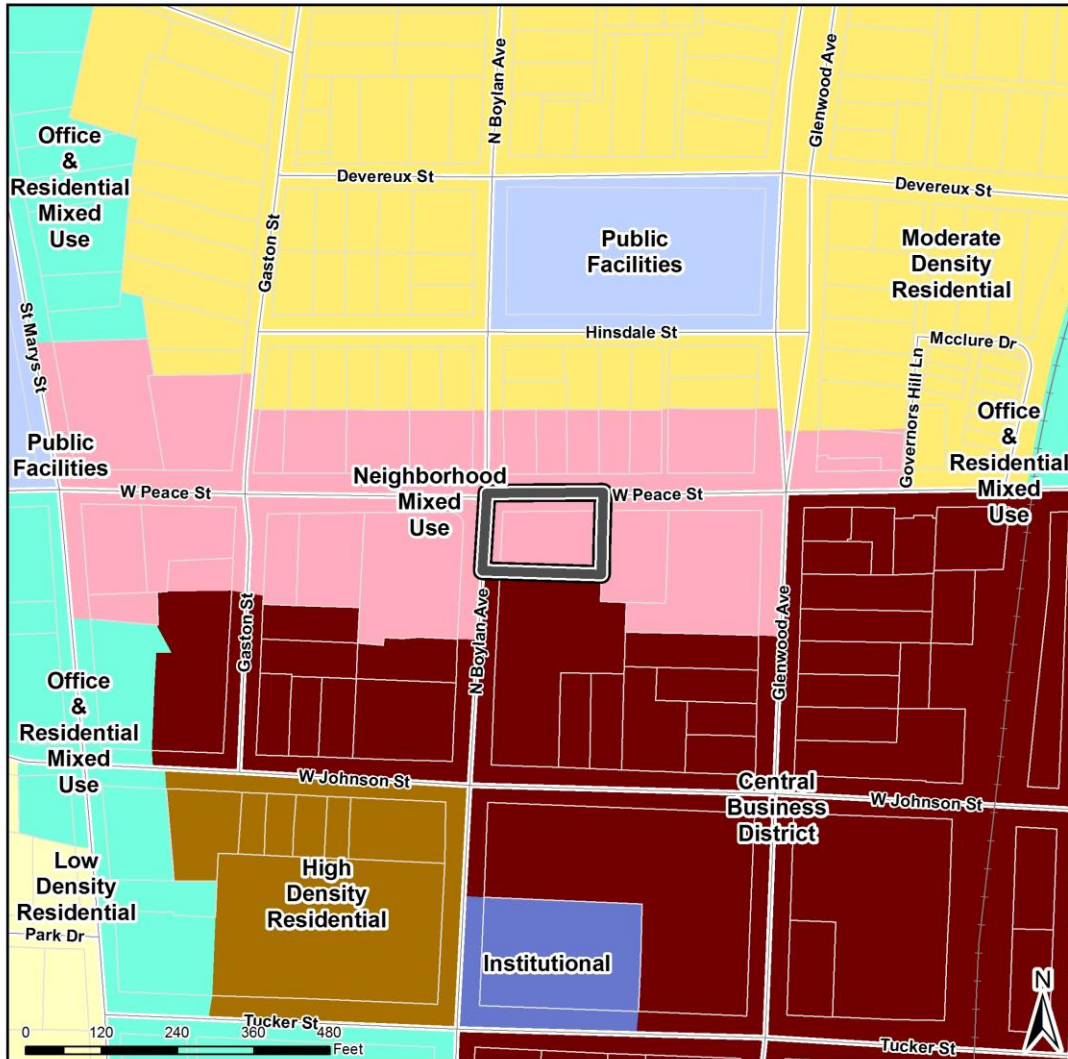 N Boylan Ave
Glenwood Ave
Office
&
Residential
Mixed
Use
Devereux St
Devereux St
Gaston St
Public
Facilities
Moderate
Density
Residential
St Marys St
Hinsdale St
Mcclure Dr
Governors Hill Ln
Office
&
Residential
Mixed
Use
Public
Facilities
W Peace St
Neighborhood
Mixed
Use
W Peace St
Gaston St
N Boylan Ave
Glenwood Ave
Office
&
Residential
Mixed
Use
W Johnson St
Central
Business
District
W Johnson St
Low
Density
Residential
High
Density
Residential
Park Dr
Institutional
N
0 120 240 360 480
Feet
Tucker St
Tucker St